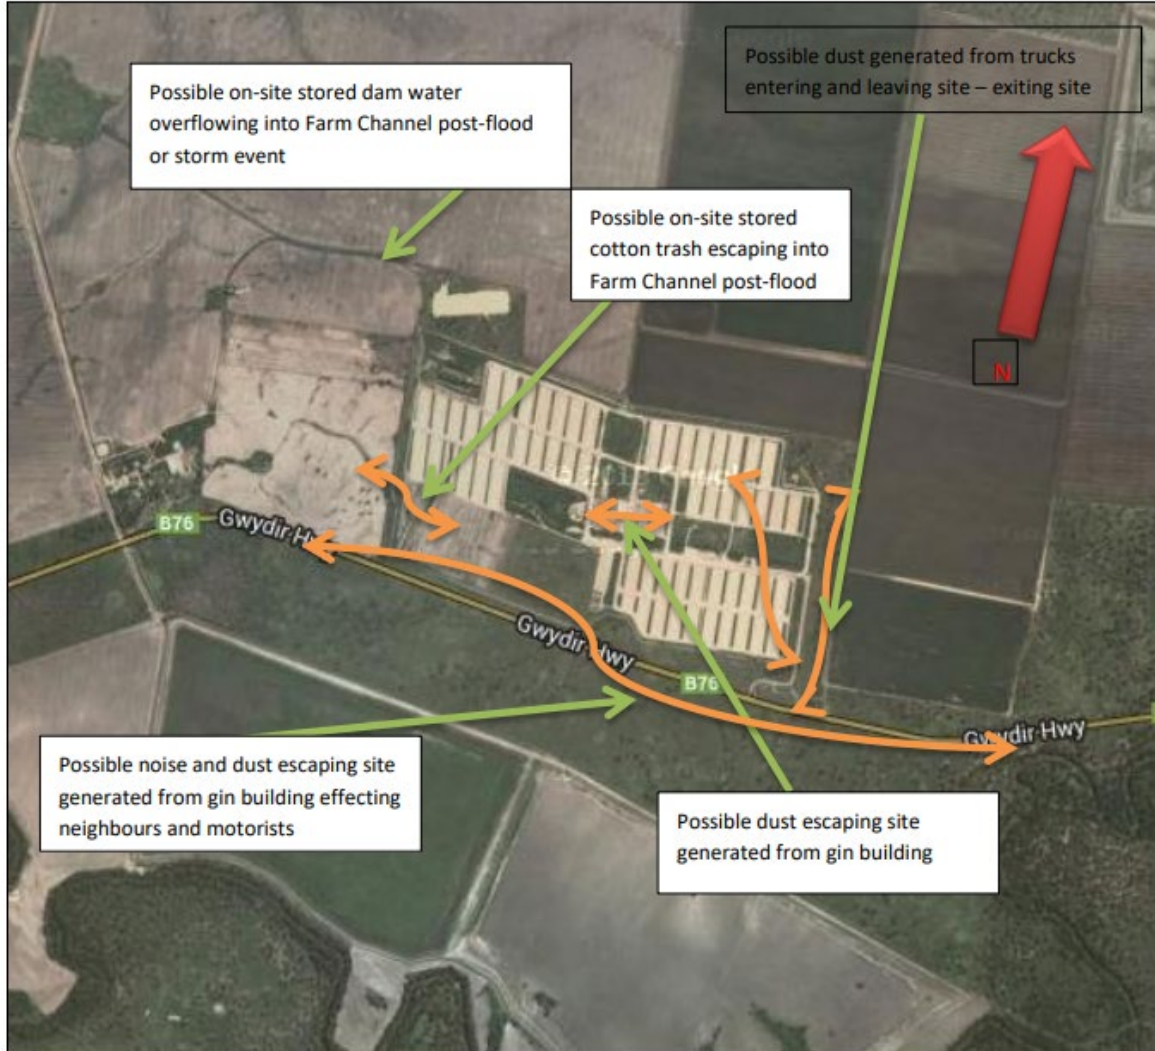 Possible dust generated from trucks
entering and leaving site – exiting site
Possible on-site stored dam water
overflowing into Farm Channel post-flood
or storm event
Possible on-site stored
cotton trash escaping into
Farm Channel post-flood
N
B76
Gwydir H
Gwydir Hwy
B76
Gwydir Hwy
Possible noise and dust escaping site
generated from gin building effecting
neighbours and motorists
Possible dust escaping site
generated from gin building